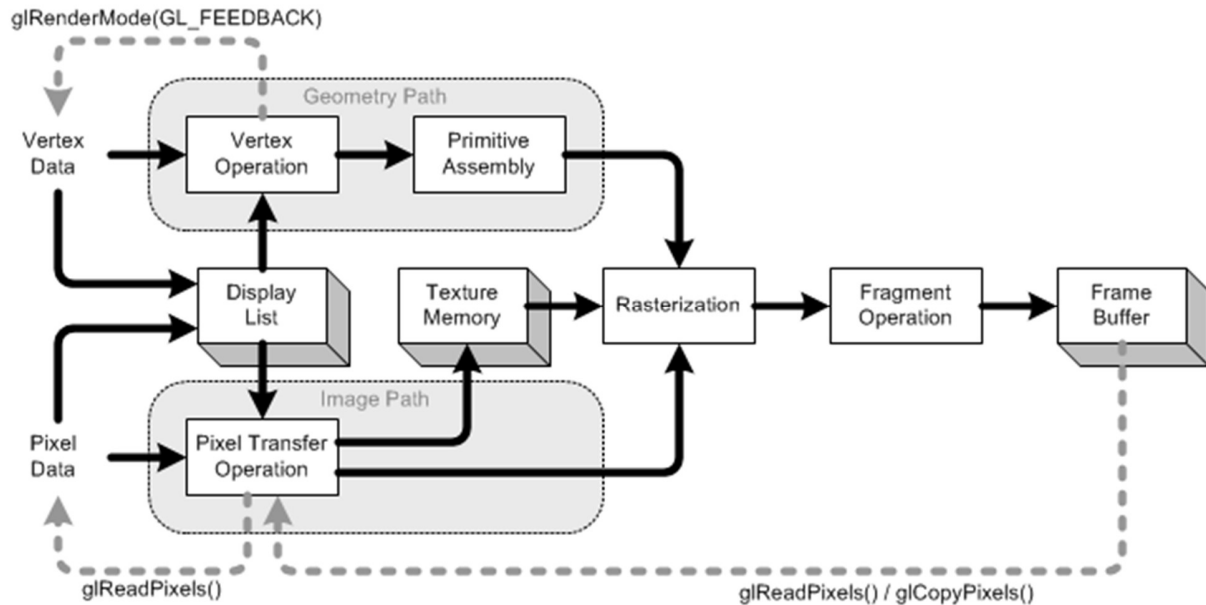 glRenderMode(GL_FEEDBACK)
Geometry Path
Vertex
Data
Vertex
Operation
Primitive
Assembly
Display
List
Texture
Memory
Rasterization
Fragment
Operation
Frame
Buffer
Image Path
Pixel
Data
Pixel Transfer
Operation
glReadPixels()
glReadPixels() / glCopyPixels()